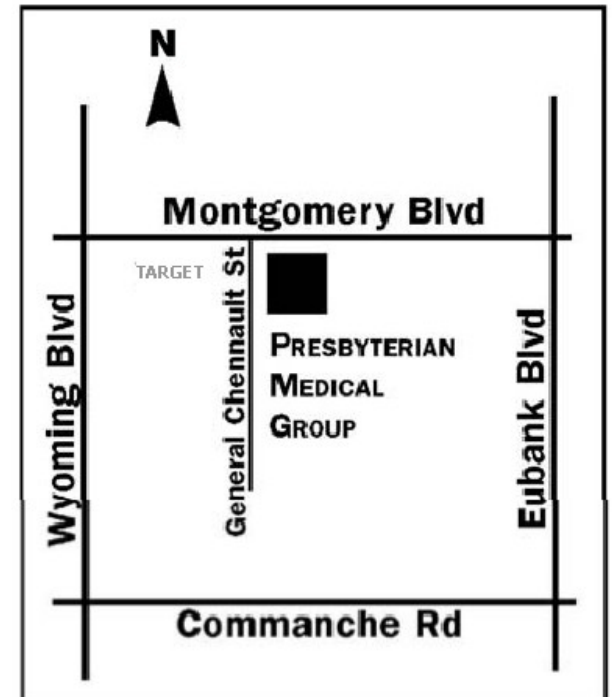 N
Montgomery Blvd
TARGET
General Chennault St
PRESBYTERIAN
MEDICAL
GROUP
Wyoming Blvd
Eubank Blvd
Commanche Rd